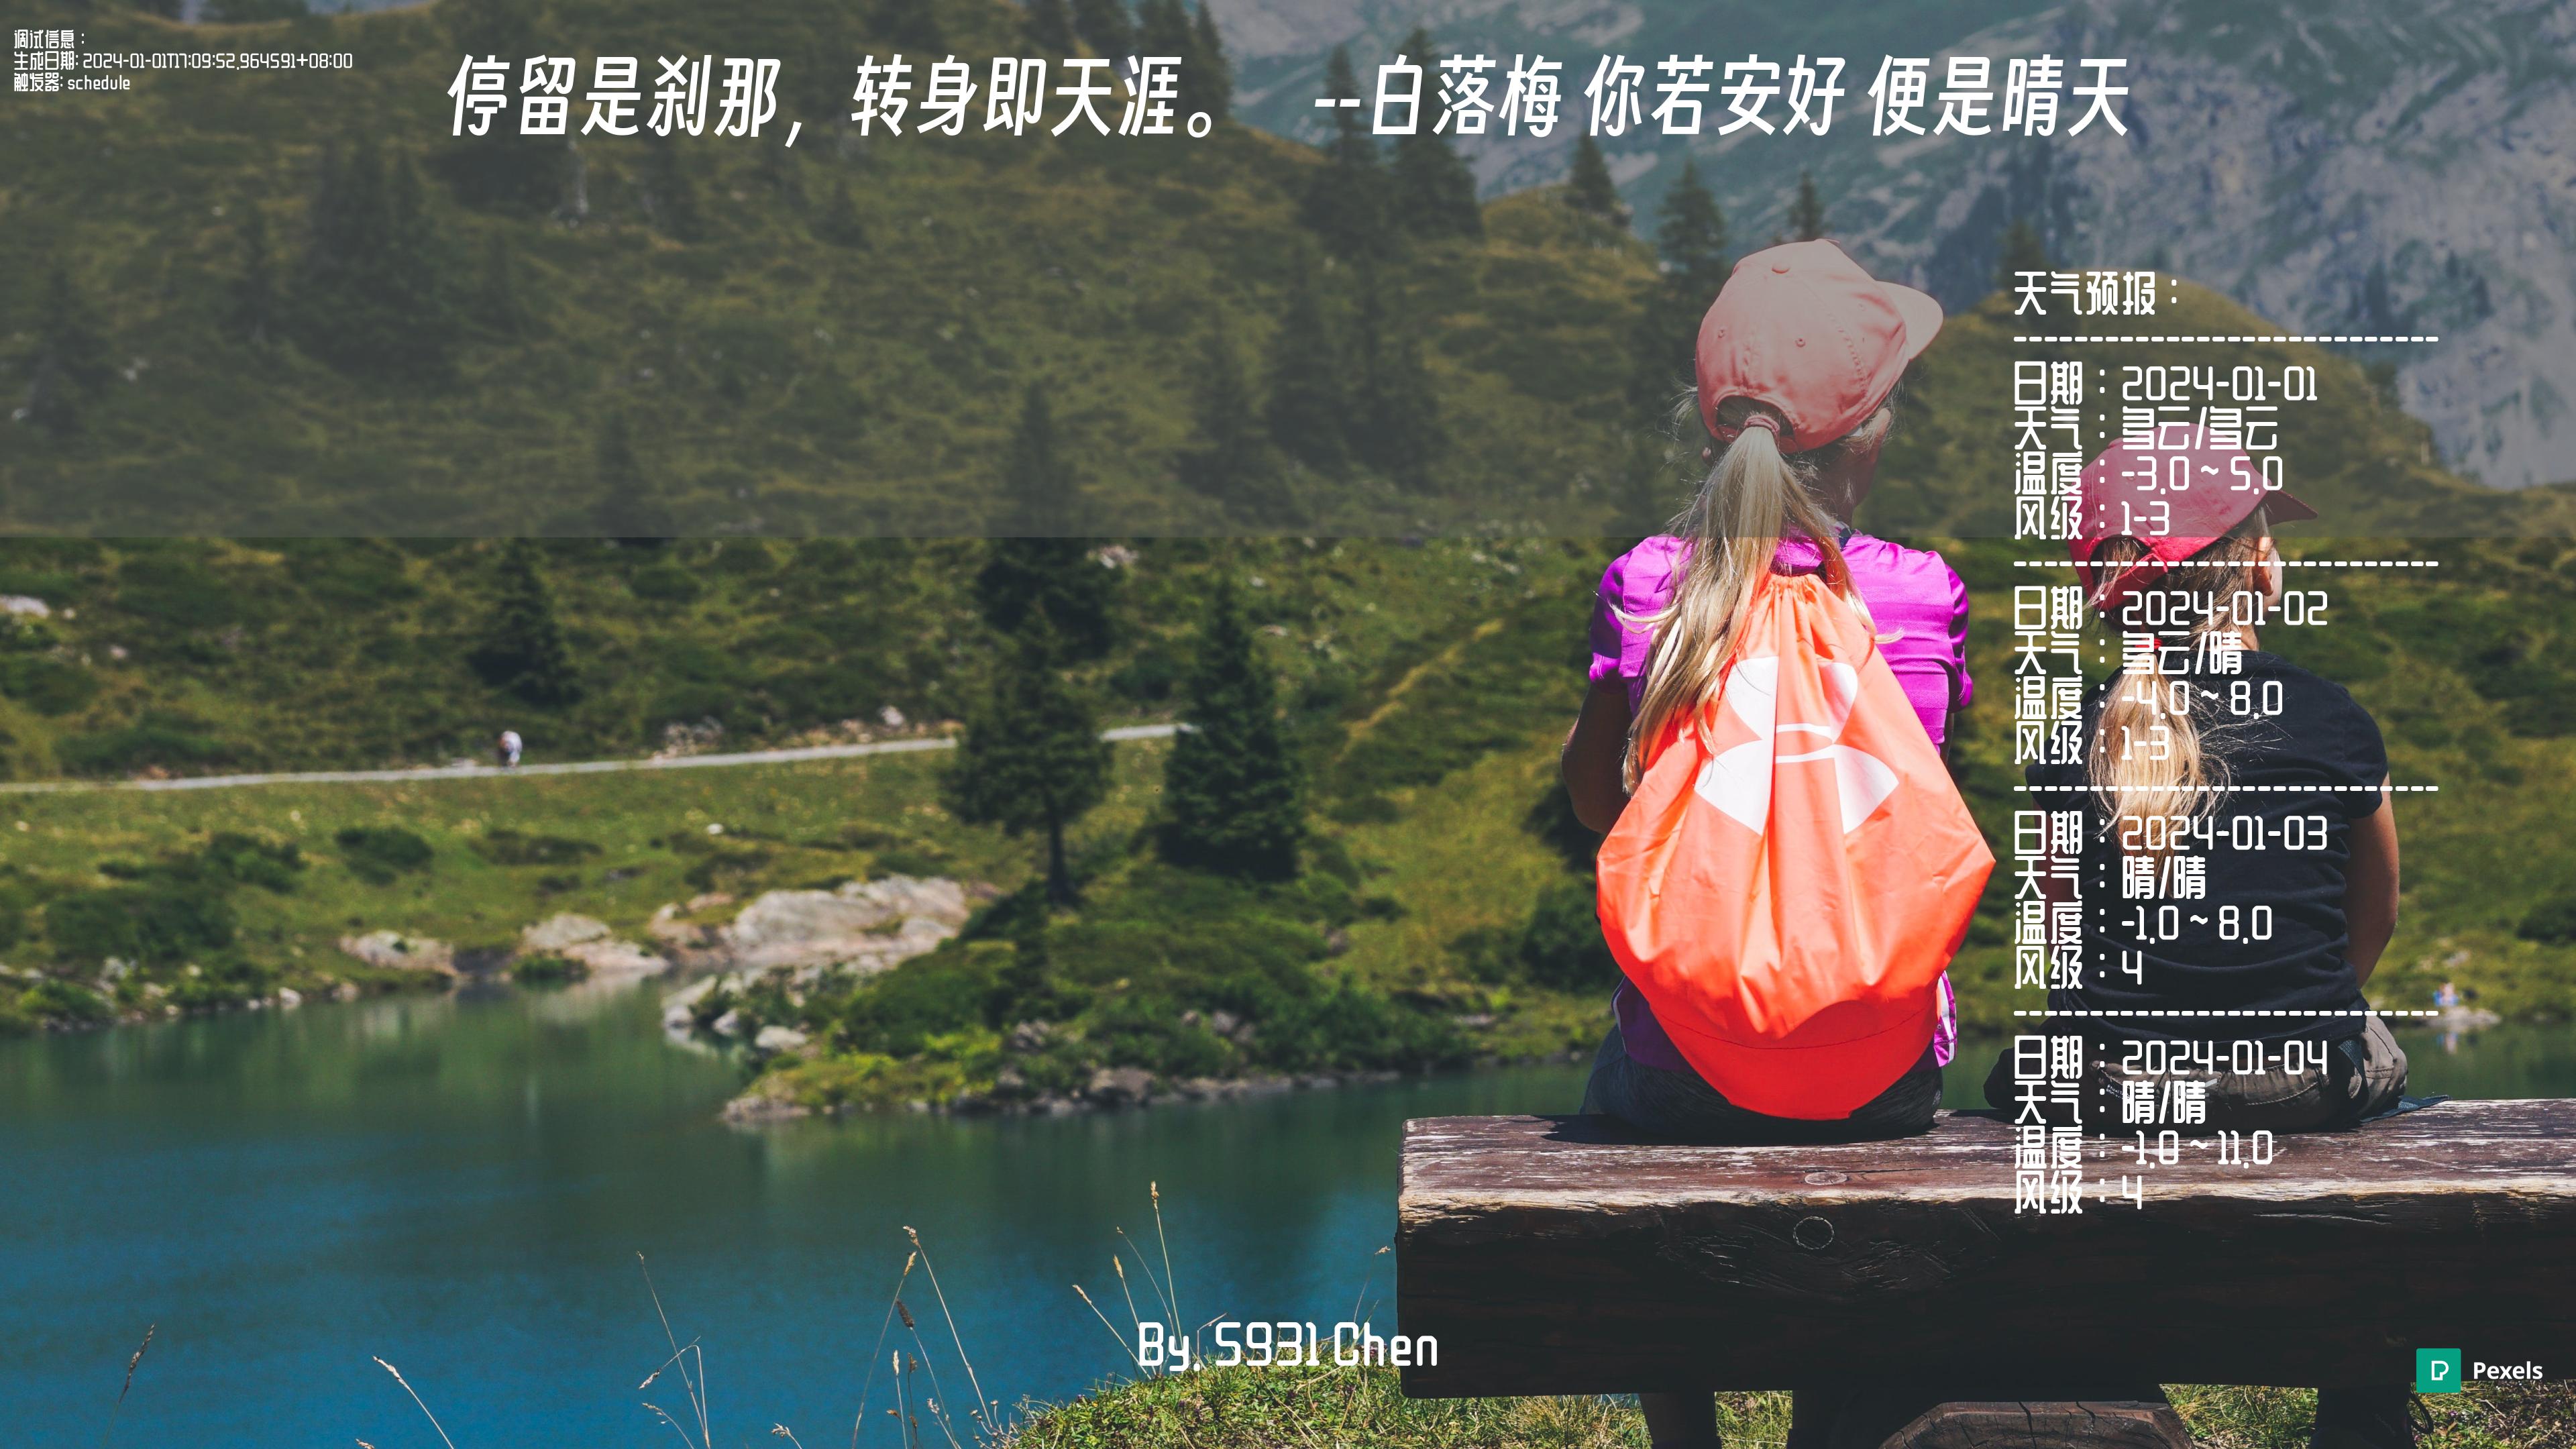 调试信息：
生成日期: 2024-01-01T17:09:52.964591+08:00
触发器: schedule
停留是刹那，转身即天涯。 --白落梅 你若安好 便是晴天
天气预报：
----------------------------
日期：2024-01-01
天气：多云/多云
温度：-3.0 ~ 5.0
风级：1-3
----------------------------
日期：2024-01-02
天气：多云/晴
温度：-4.0 ~ 8.0
风级：1-3
----------------------------
日期：2024-01-03
天气：晴/晴
温度：-1.0 ~ 8.0
风级：4
----------------------------
日期：2024-01-04
天气：晴/晴
温度：-1.0 ~ 11.0
风级：4
By. 5931 Chen
Pexels